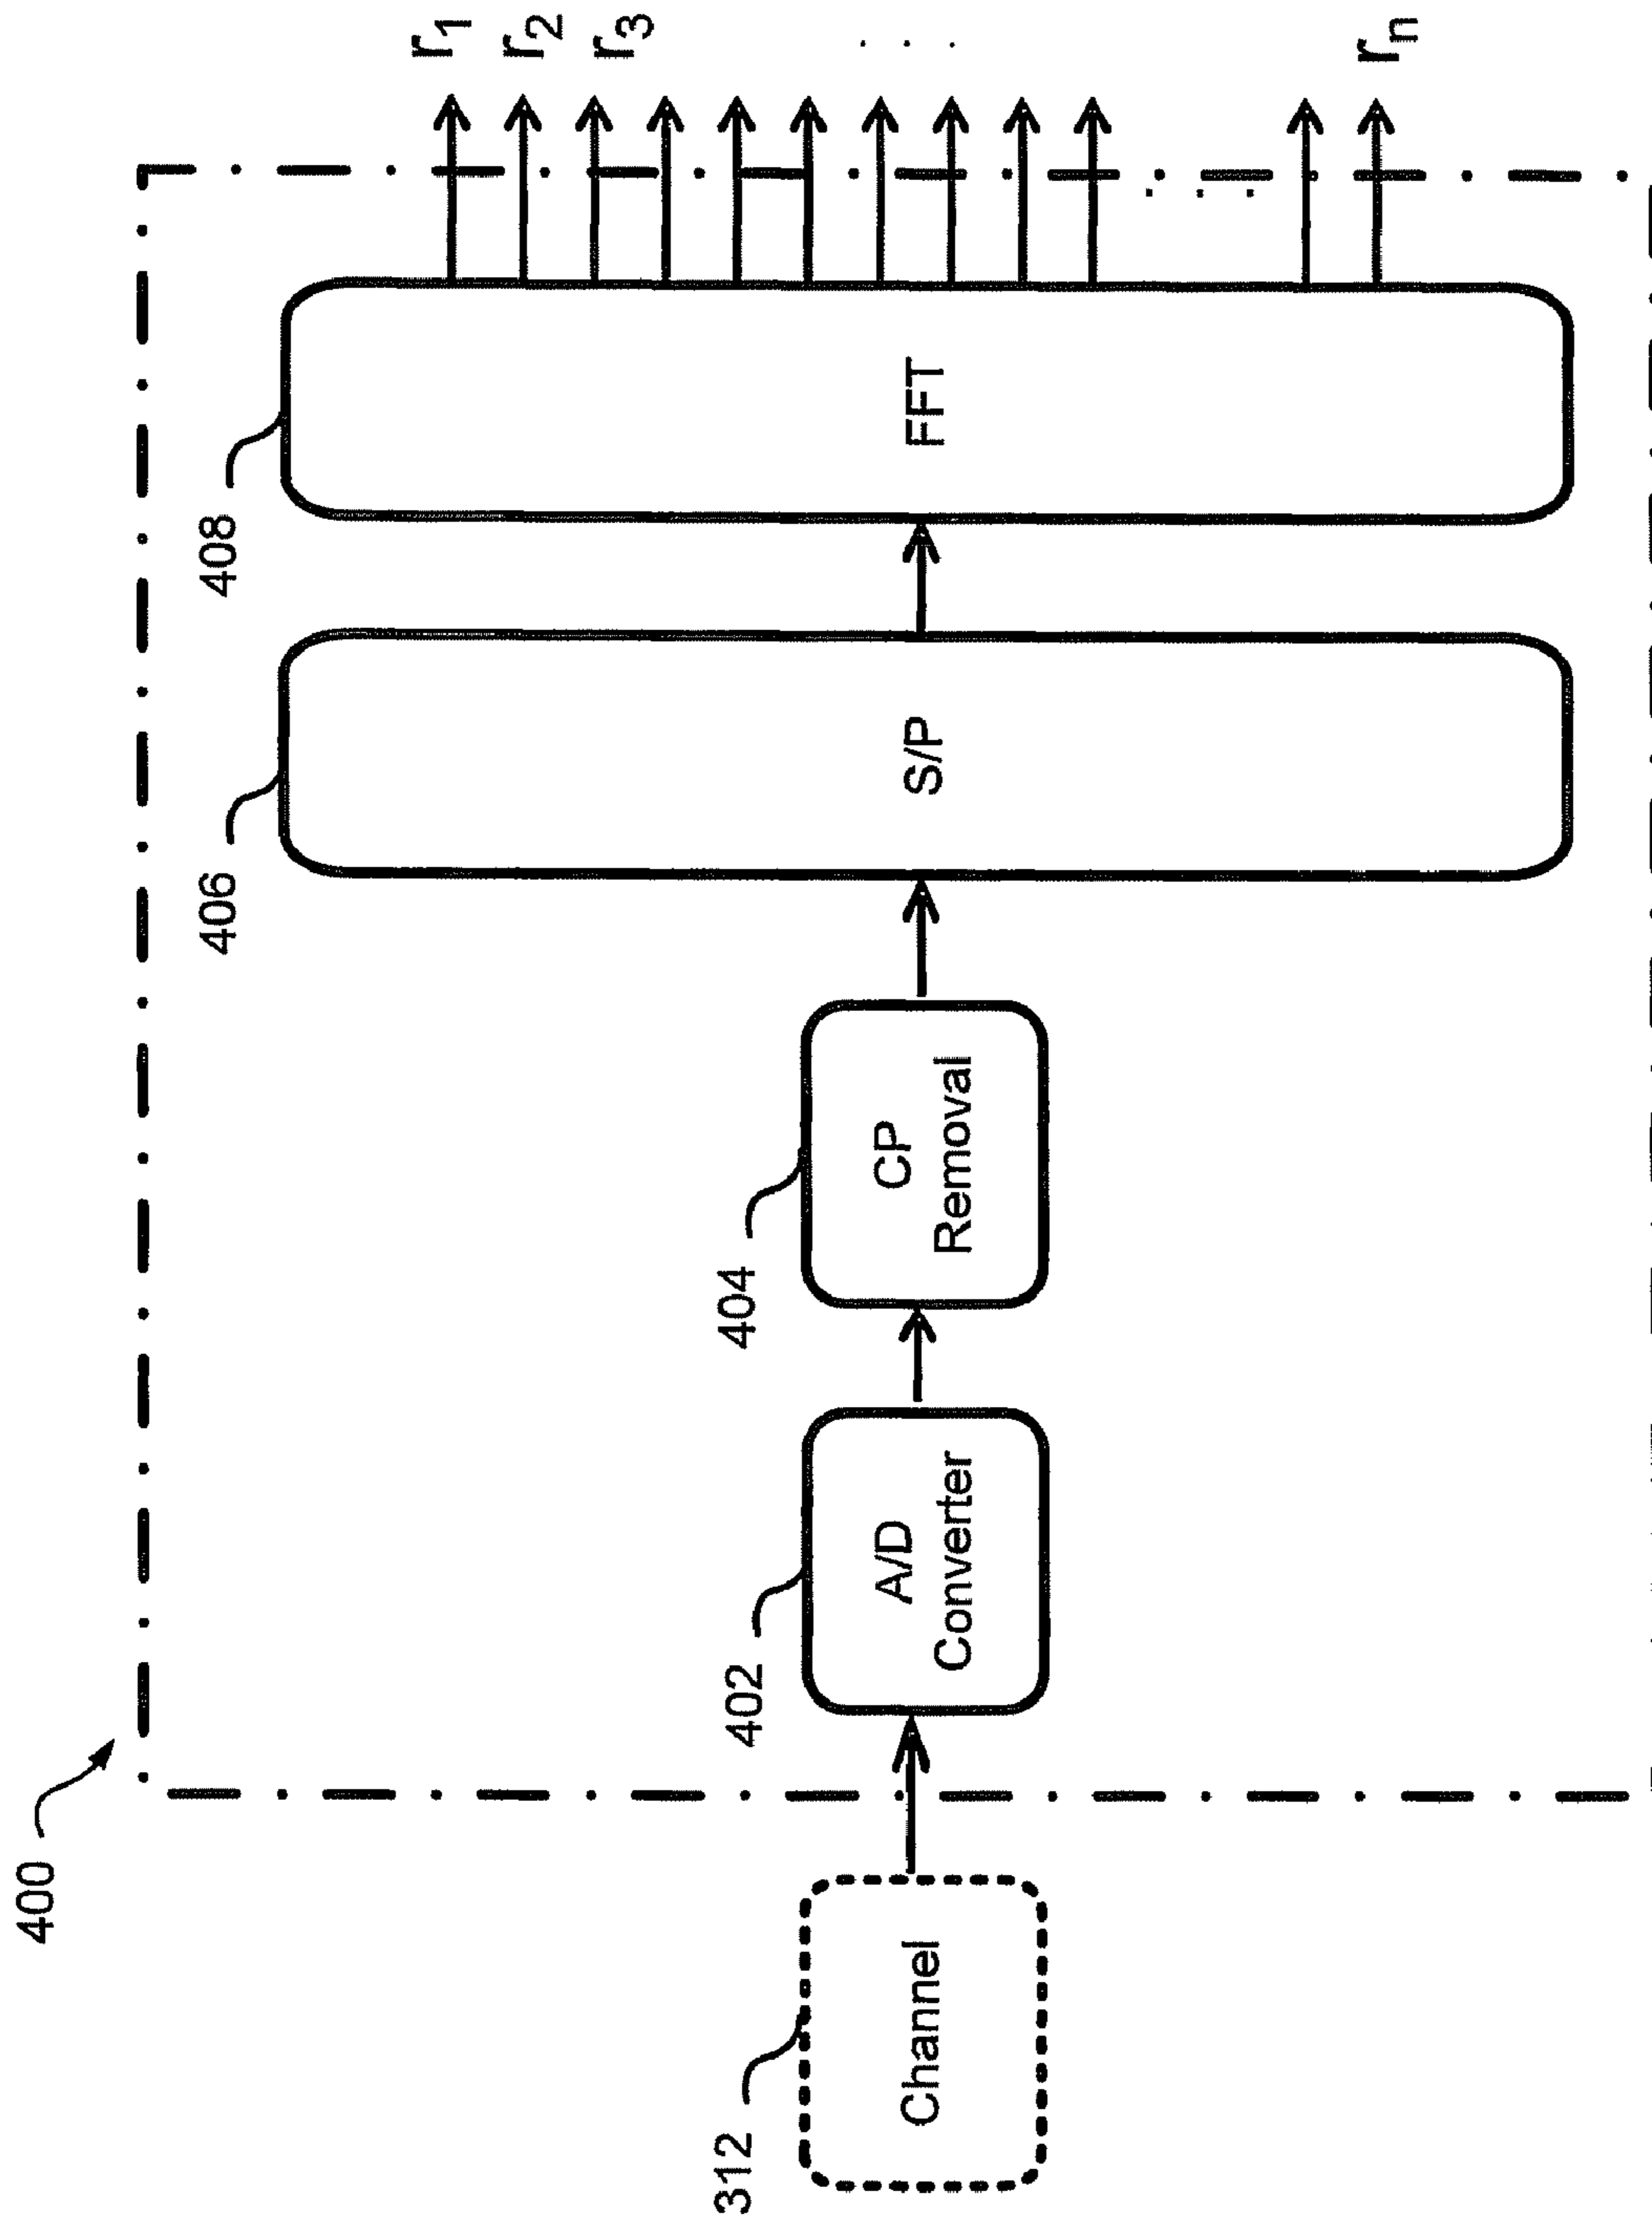 400
312
Channel
402
A/D
Converter
404
CP
Removal
406
S/P
408
FFT
r1
r2
r3
. . .
. . .
rn